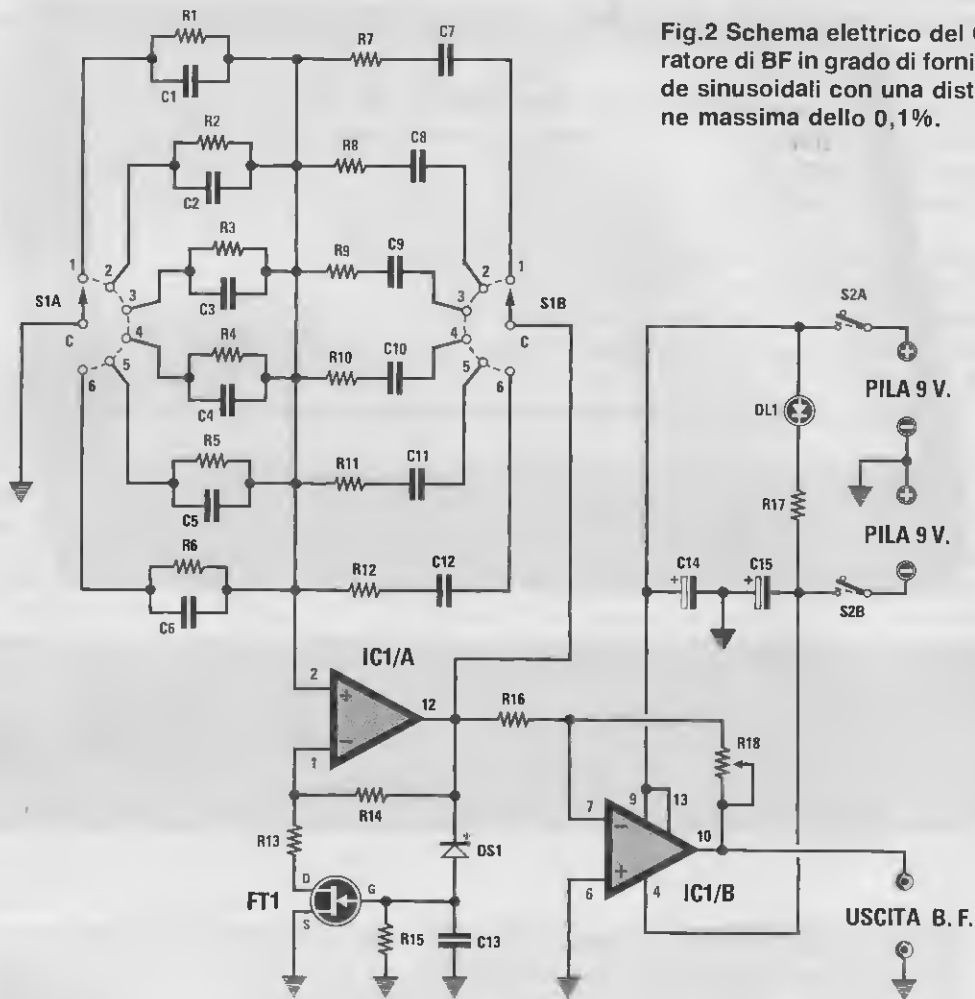 Fig.2 Schema elettrico del
ratore di BF in grado di forni
de sinusoidali con una dist
ne massima dello 0,1%.
R1
C1
R7
C7
R2
C2
R8
C8
R3
C3
R9
C9
R4
C4
R10
C10
R5
C5
R11
C11
R6
C6
R12
C12
1
2
3
4
5
6
S1A
C
2
1
3
4
5
6
S1B
C
S2A
+
PILA 9 V.
DL1
-
+
R17
PILA 9 V.
-
+
C14
+
C15
S2B
IC1/A
2
+
12
-
1
R16
R18
R14
R13
DS1
D
G
S
FT1
R15
C13
9
13
7
-
10
+
6
4
IC1/B
USCITA B. F.